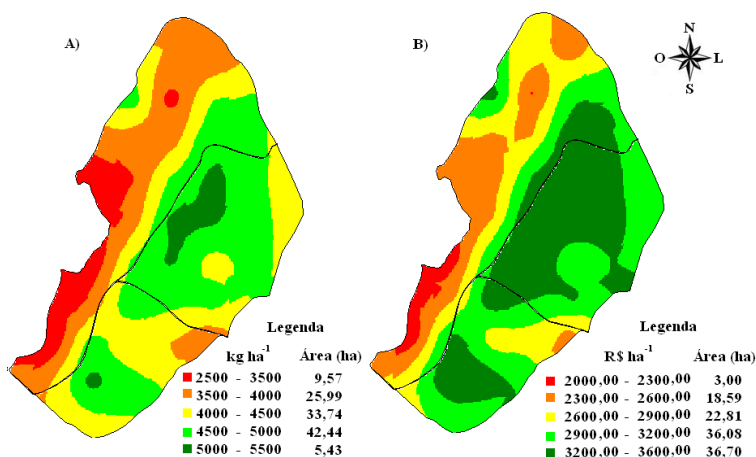 A)
B)
N
O L
S
Legenda
kg ha-1 Área (ha)
2500 - 3500 9,57
3500 - 4000 25,99
4000 - 4500 33,74
4500 - 5000 42,44
5000 - 5500 5,43
Legenda
R$ ha-1 Área (ha)
2000,00 - 2300,00 3,00
2300,00 - 2600,00 18,59
2600,00 - 2900,00 22,81
2900,00 - 3200,00 36,08
3200,00 - 3600,00 36,70